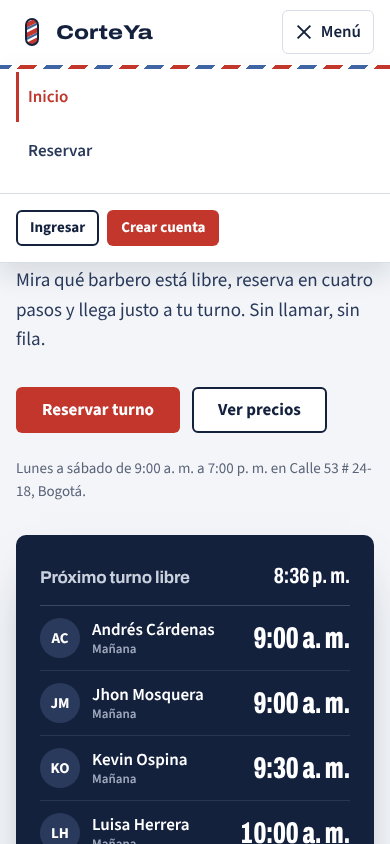 CorteYa
Menú
Inicio
Reservar
Ingresar
Crear cuenta
Mira qué barbero está libre, reserva en cuatro
pasos y llega justo a tu turno. Sin llamar, sin
fila.
Reservar turno
Ver precios
Lunes a sábado de 9:00 a. m. a 7:00 p. m. en Calle 53 # 24-
18, Bogotá.
Próximo turno libre
8:36 p. m.
AC
Andrés Cárdenas
Mañana
9:00 a. m.
JM
Jhon Mosquera
Mañana
9:00 a. m.
KO
Kevin Ospina
Mañana
9:30 a. m.
LH
Luisa Herrera
Mañana
10:00 a. m.